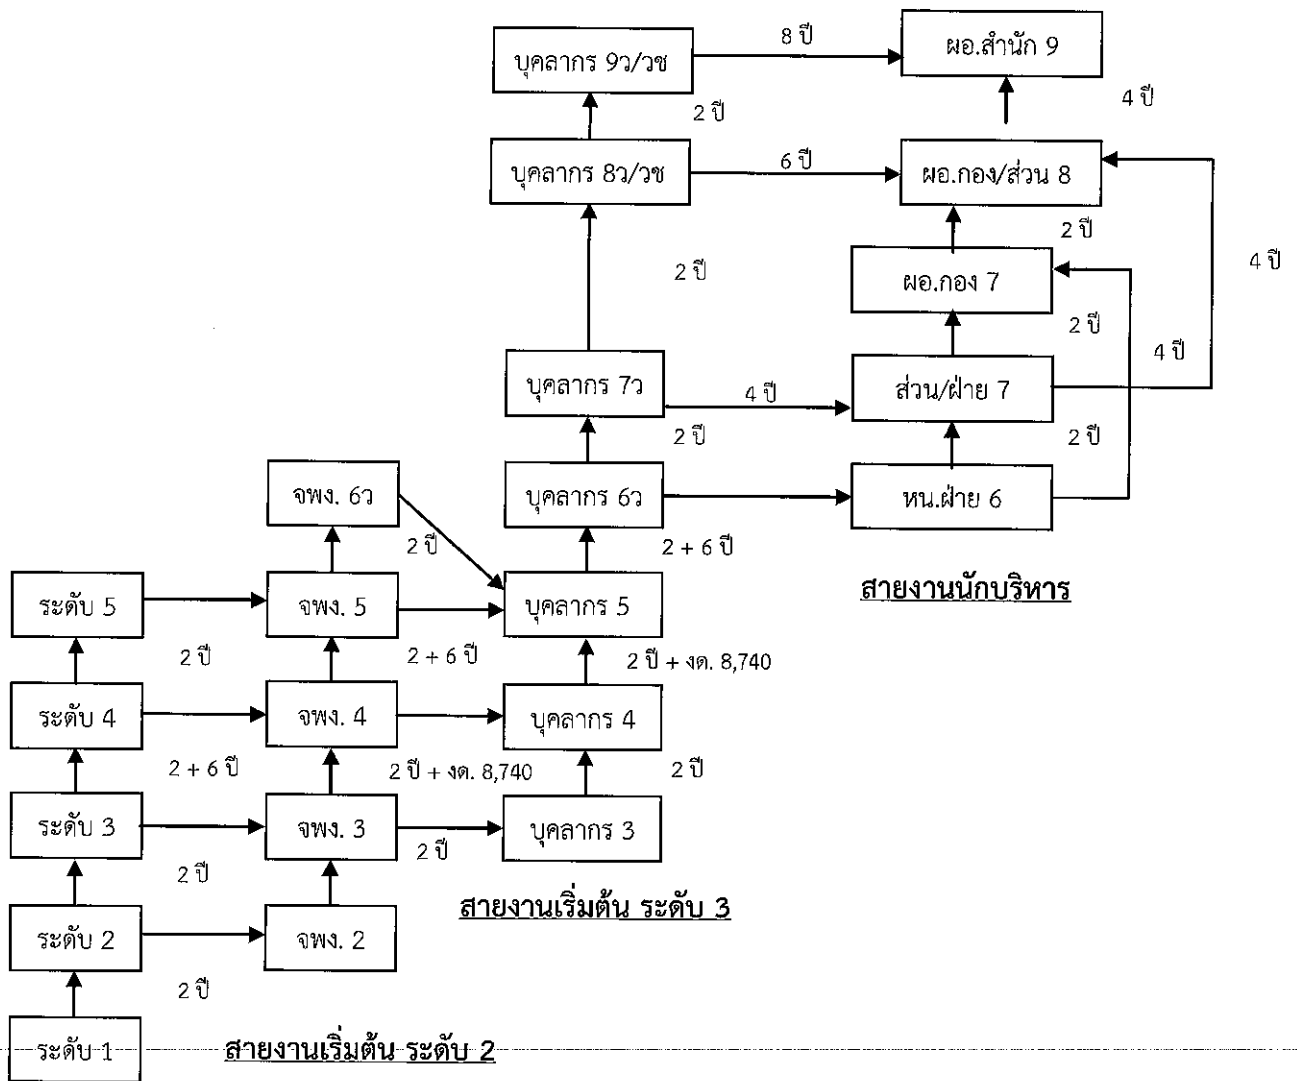 8 ปี
ผอ.สำนัก 9
บุคลากร 9ว/วช
4 ปี
2 ปี
บุคลากร 8ว/วช
6 ปี
ผอ.กอง/ส่วน 8
2 ปี
2 ปี
4 ปี
ผอ.กอง 7
2 ปี
4 ปี
บุคลากร 7ว
4 ปี
ส่วน/ฝ่าย 7
2 ปี
2 ปี
จพง. 6ว
บุคลากร 6ว
หน.ฝ่าย 6
2 ปี
2 + 6 ปี
สายงานนักบริหาร
ระดับ 5
จพง. 5
บุคลากร 5
2 ปี
2 + 6 ปี
2 ปี + งด. 8,740
ระดับ 4
จพง. 4
บุคลากร 4
2 + 6 ปี
2 ปี + งด. 8,740
2 ปี
ระดับ 3
จพง. 3
บุคลากร 3
2 ปี
2 ปี
สายงานเริ่มต้น ระดับ 3
ระดับ 2
จพง. 2
2 ปี
ระดับ 1
สายงานเริ่มต้น ระดับ 2